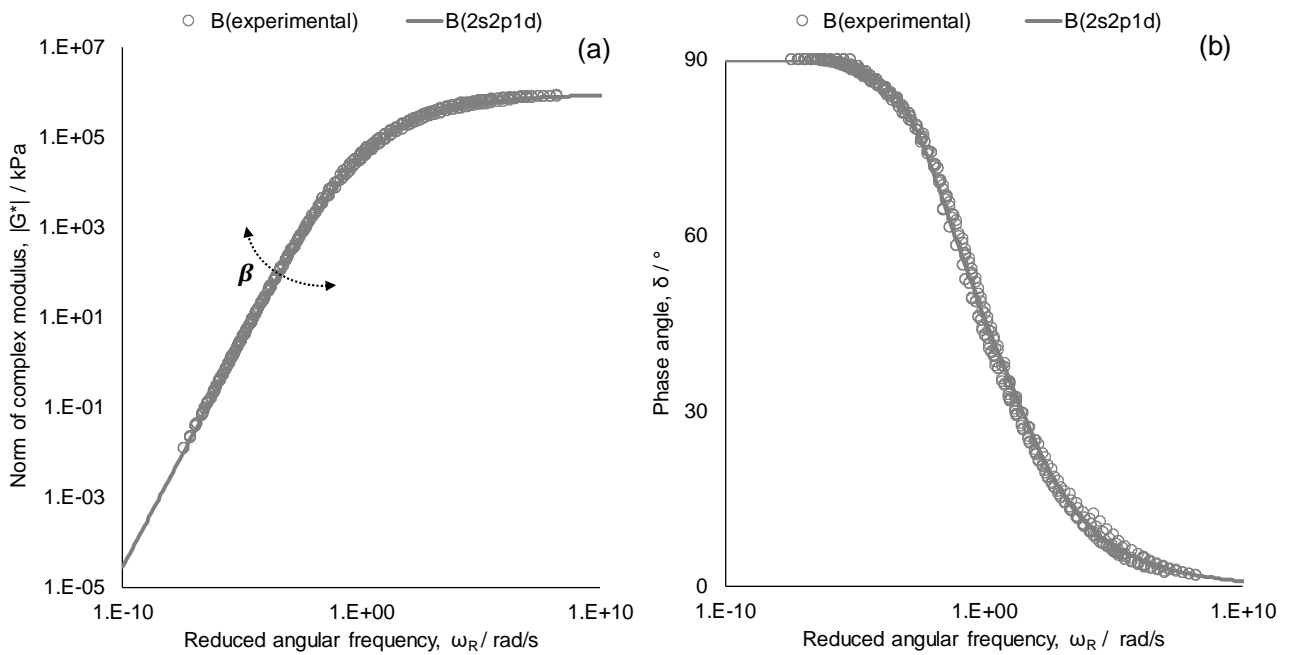 B(experimental) B(2s2p1d)
(a)
1.E+07
1.E+05
1.E+03
1.E+01
1.E-01
1.E-03
1.E-05
1.E-10 1.E+00 1.E+10
Norm of complex modulus, |G*| / kPa
β
Reduced angular frequency, ωR / rad/s
B(experimental) B(2s2p1d)
(b)
90
60
30
0
1.E-10 1.E+00 1.E+10
Phase angle, δ / °
Reduced angular frequency, ωR / rad/s